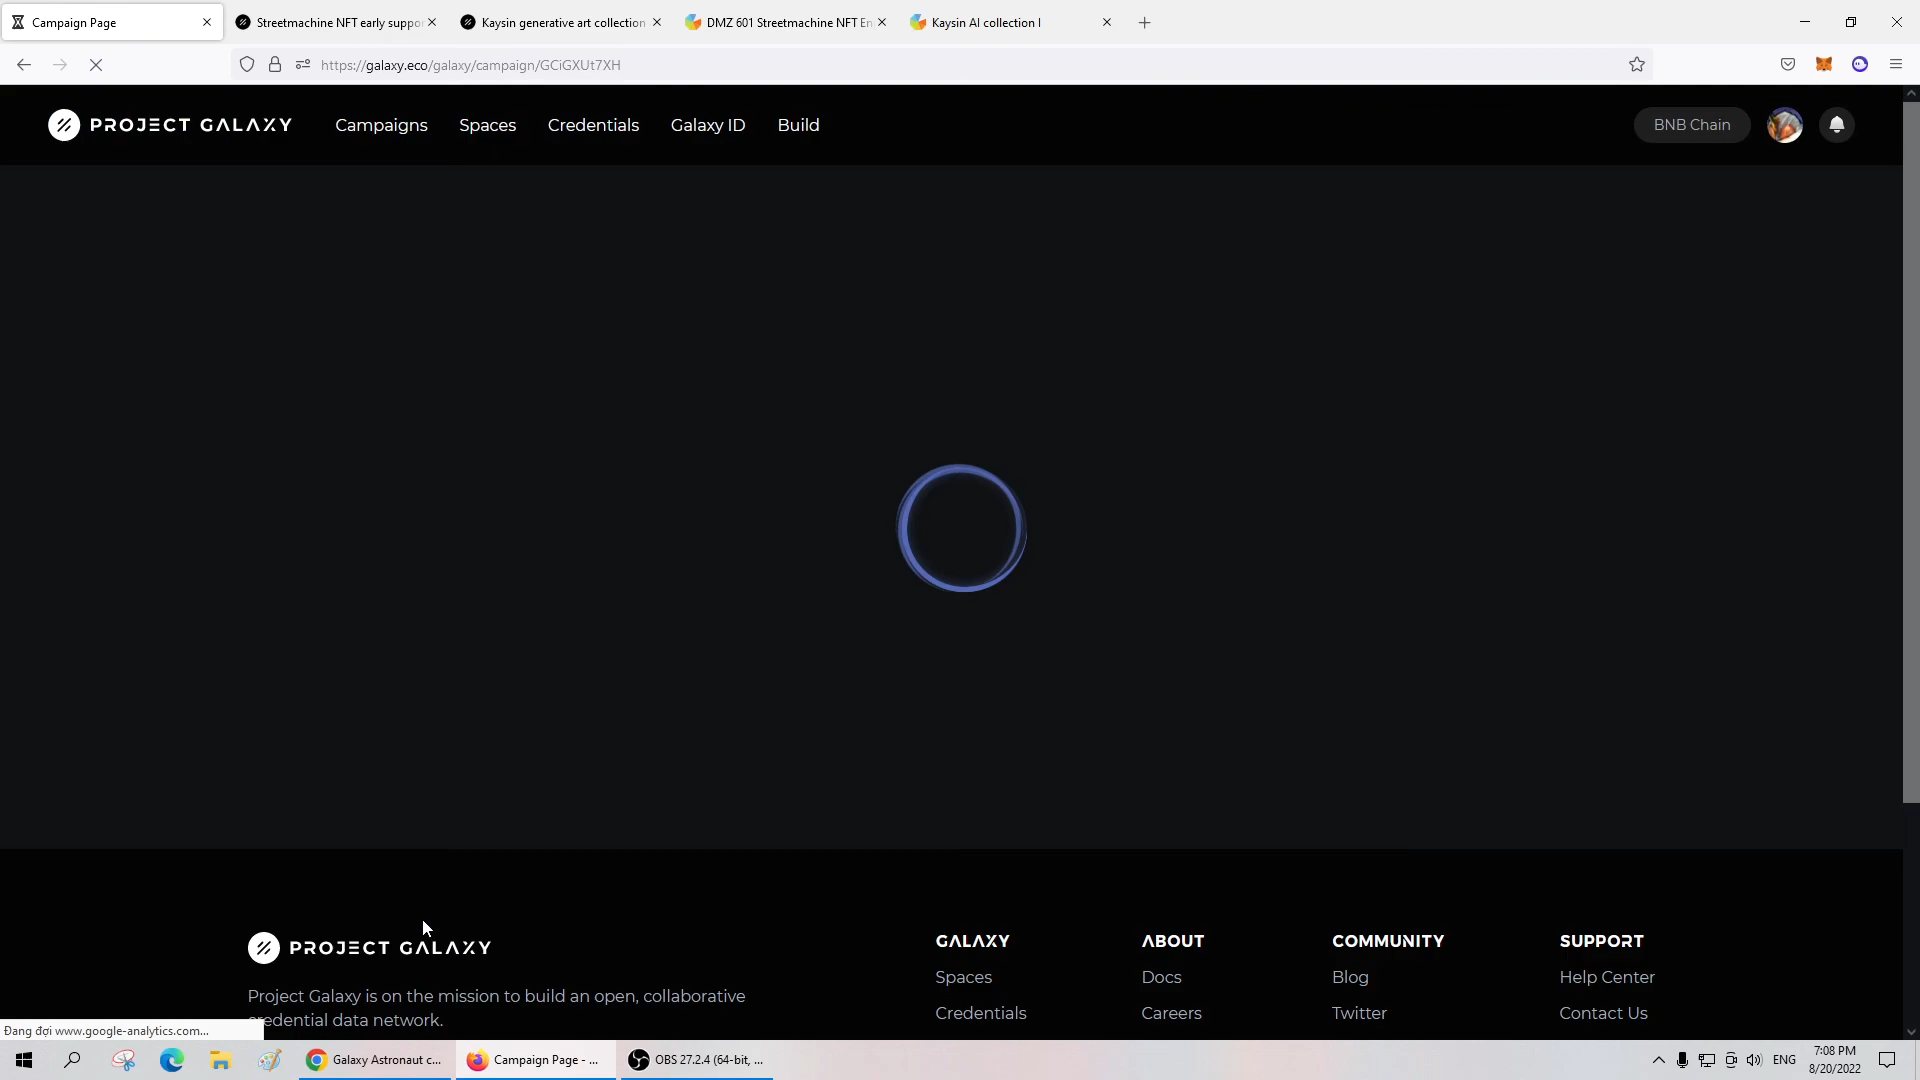 Campaign Page
Streetmachine NFT early suppo
Kaysin generative art collection
DMZ 601 Streetmachine NFT En
Kaysin AI collection I
https://galaxy.eco/galaxy/campaign/GCiGXUt7XH
PROJECT GALAXY
Campaigns
Spaces
Credentials
Galaxy ID
Build
BNB Chain
PROJECT GALAXY
Project Galaxy is on the mission to build an open, collaborative
credential data network.
GALAXY
Spaces
Credentials
ABOUT
Docs
Careers
COMMUNITY
Blog
Twitter
SUPPORT
Help Center
Contact Us
Đang đợi www.google-analytics.com...
Galaxy Astronaut c...
Campaign Page - ...
OBS 27.2.4 (64-bit, ...
ENG
7:08 PM
8/20/2022